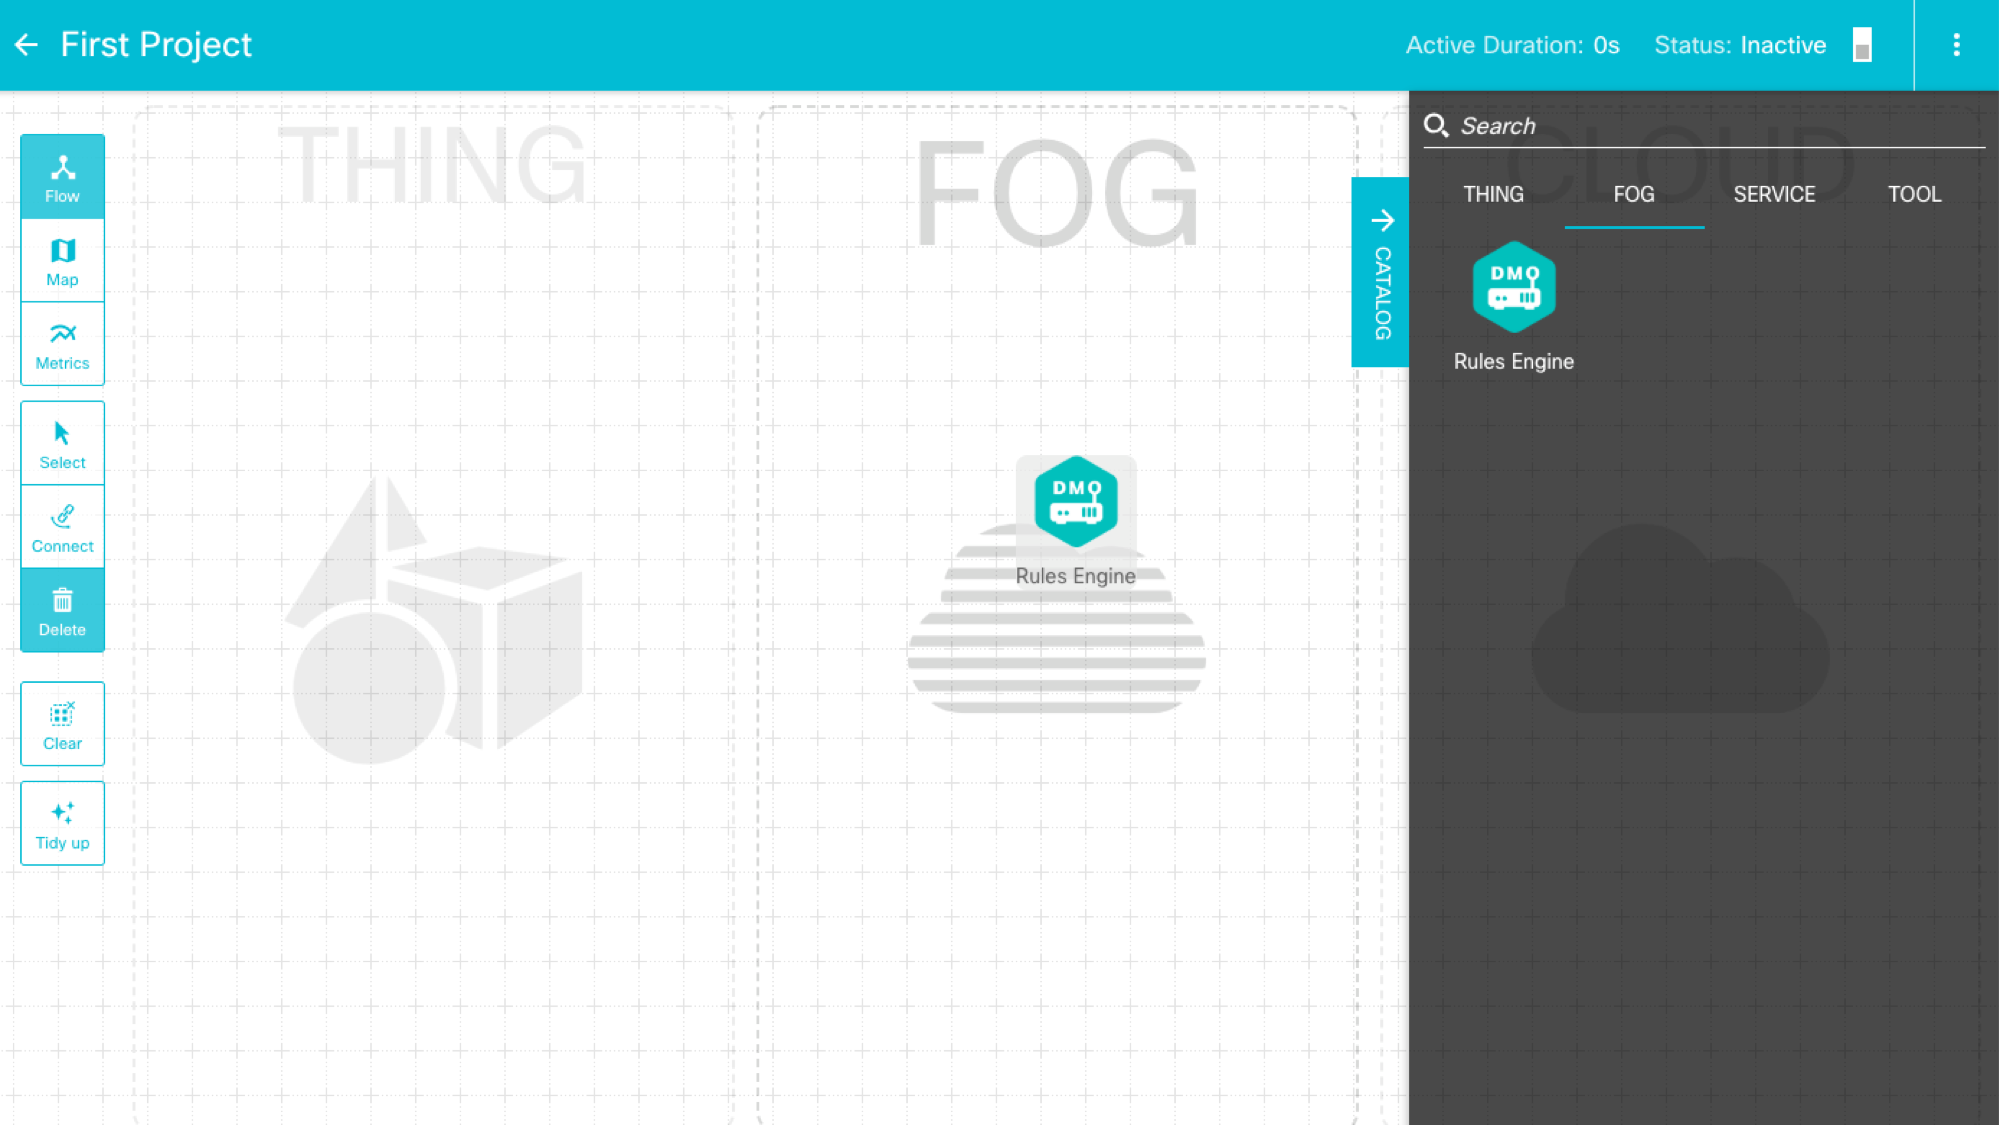 First Project
Active Duration: 0s
Status: Inactive
THING
FOG
CLOUD
Search
THING
FOG
SERVICE
TOOL
CATALOG
DMO
Rules Engine
DMO
Rules Engine
Flow
Map
Metrics
Select
Connect
Delete
Clear
Tidy up